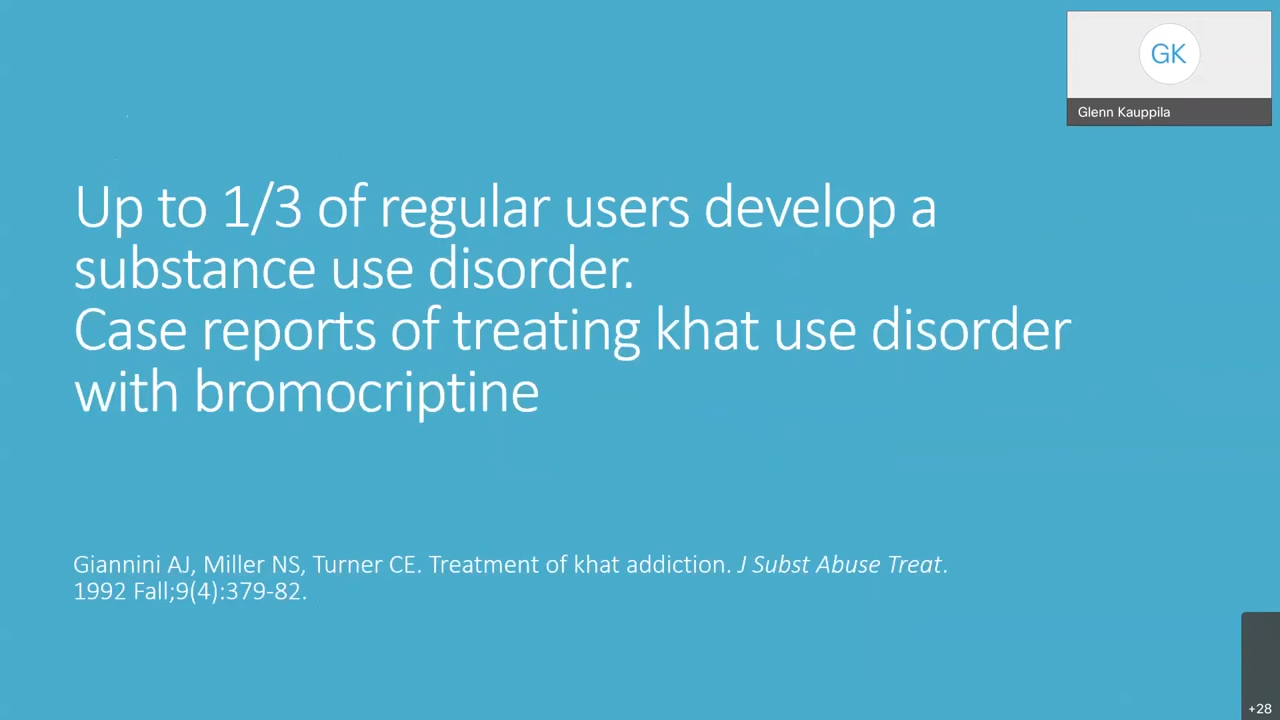 GK
Glenn Kauppila
Up to 1/3 of regular users develop a
substance use disorder.
Case reports of treating khat use disorder
with bromocriptine
Giannini AJ, Miller NS, Turner CE. Treatment of khat addiction. J Subst Abuse Treat.
1992 Fall;9(4):379-82.
+28